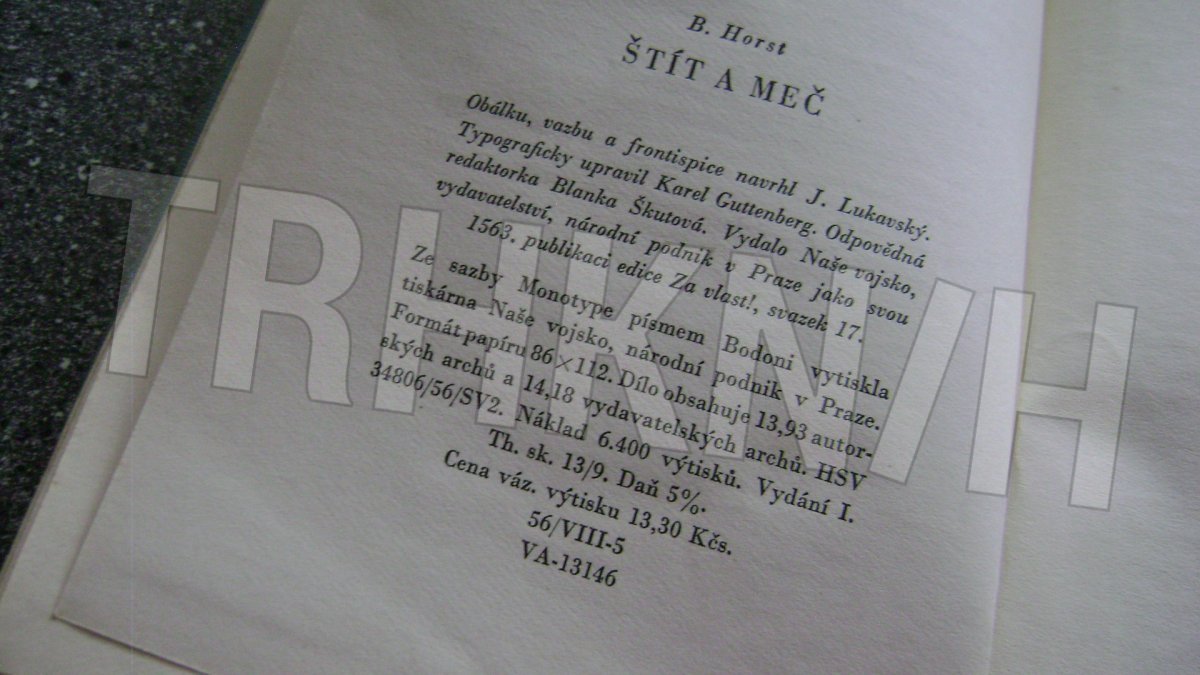 B. Horst
ŠTÍT A MEČ
Obálku, vazbu a frontispice navrhl J. Lukavský.
Typograficky upravil Karel Guttenberg. Odpovědná
redaktorka Blanka Škutová. Vydalo Naše vojsko,
vydavatelství, národní podnik v Praze jako svou
1563. publikaci edice Za vlast!, svazek 17.
Ze sazby Monotype písmem Bodoni vytiskla
tiskárna Naše vojsko, národní podnik v Praze.
Formát papíru 86×112. Dílo obsahuje 13,93 autor-
ských archů a 14,18 vydavatelských archů. HSV
34806/56/SV2. Náklad 6.400 výtisků. Vydání I.
Th. sk. 13/9. Daň 5%.
Cena váz. výtisku 13,30 Kčs.
56/VIII-5
VA-13146
TRHKNIH